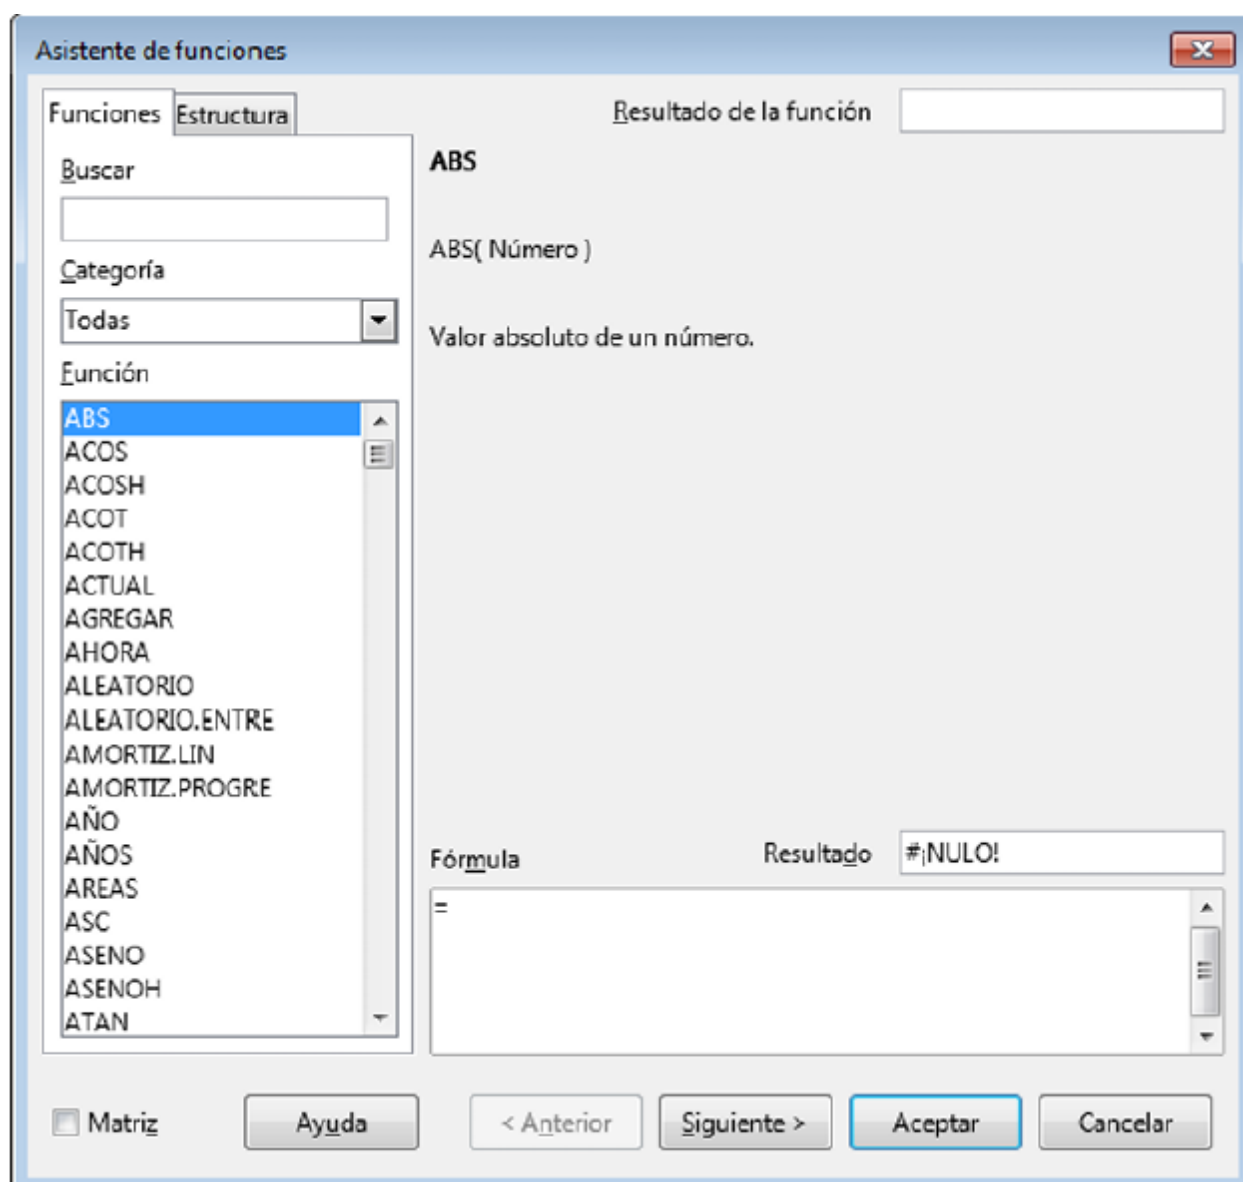 Asistente de funciones
Funciones
Estructura
Resultado de la función
Buscar
ABS
ABS( Número )
Categoría
Todas
Valor absoluto de un número.
Función
ABS
ACOS
ACOSH
ACOT
ACOTH
ACTUAL
AGREGAR
AHORA
ALEATORIO
ALEATORIO.ENTRE
AMORTIZ.LIN
AMORTIZ.PROGRE
AÑO
AÑOS
AREAS
ASC
ASENO
ASENOH
ATAN
Fórmula
Resultado
#¡NULO!
=
Matriz
Ayuda
< Anterior
Siguiente >
Aceptar
Cancelar